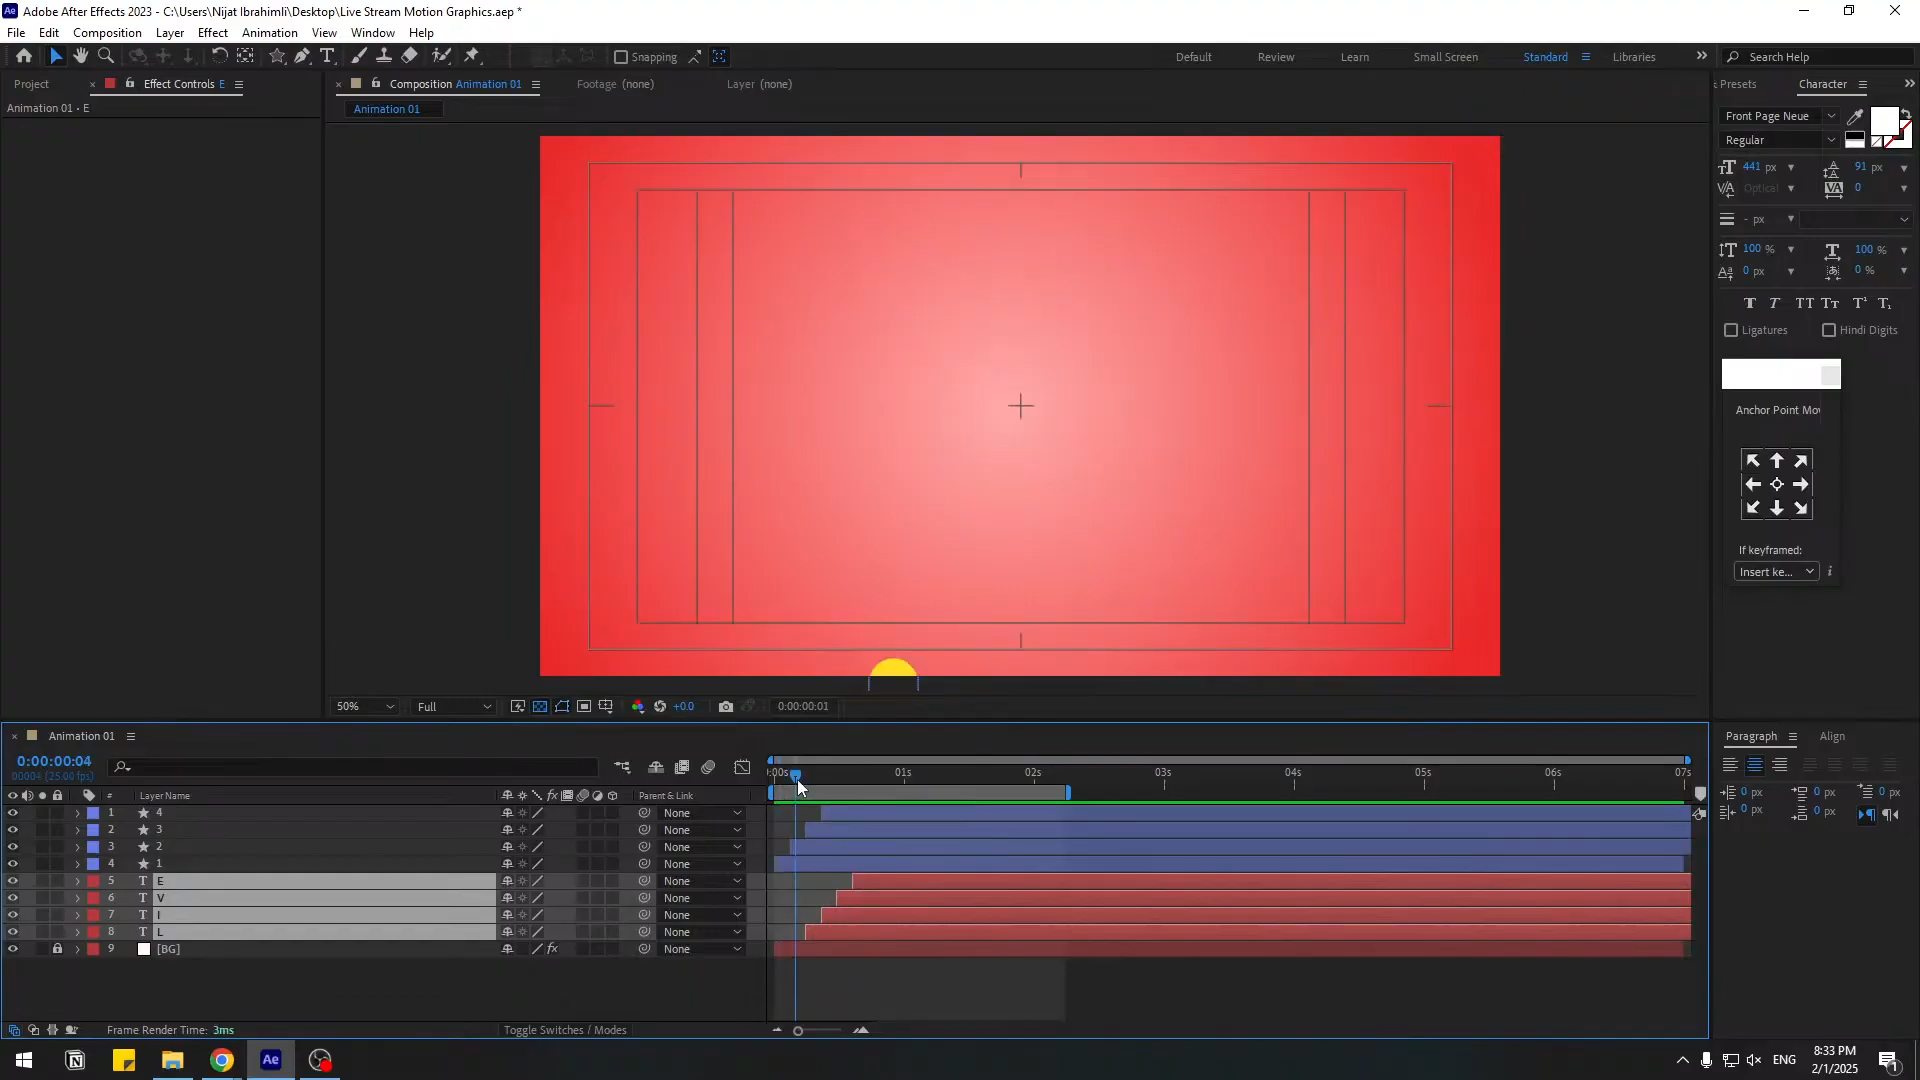 Adobe After Effects 2023 - C:\Users\Nijat Ibrahimli\Desktop\Live Stream Motion Graphics.aep *
File Edit Composition Layer Effect Animation View Window Help
Snapping
Default Review Learn Small Screen Standard Libraries
Search Help
Project
Effect Controls E
Animation 01 • E
Composition Animation 01
Footage (none)
Layer (none)
Animation 01
Presets
Character
Front Page Neue
Regular
441 px
91 px
Optical
0
- px
100 %
100 %
0 px
0 %
Ligatures
Hindi Digits
Anchor Point Mov
If keyframed:
Insert ke...
50%
Full
+0.0
0:00:00:01
Animation 01
0:00:00:04
00004 (25.00 fps)
# Layer Name
Parent & Link
:00s 01s 02s 03s 04s 05s 06s 07s
1 4 None
2 3 None
3 2 None
4 1 None
5 T E None
6 T V None
7 T I None
8 T L None
9 [BG] fx None
Frame Render Time: 3ms
Toggle Switches / Modes
Paragraph
Align
0 px 0 px 0 px
0 px 0 px
Ae
ENG
8:33 PM
2/1/2025
1